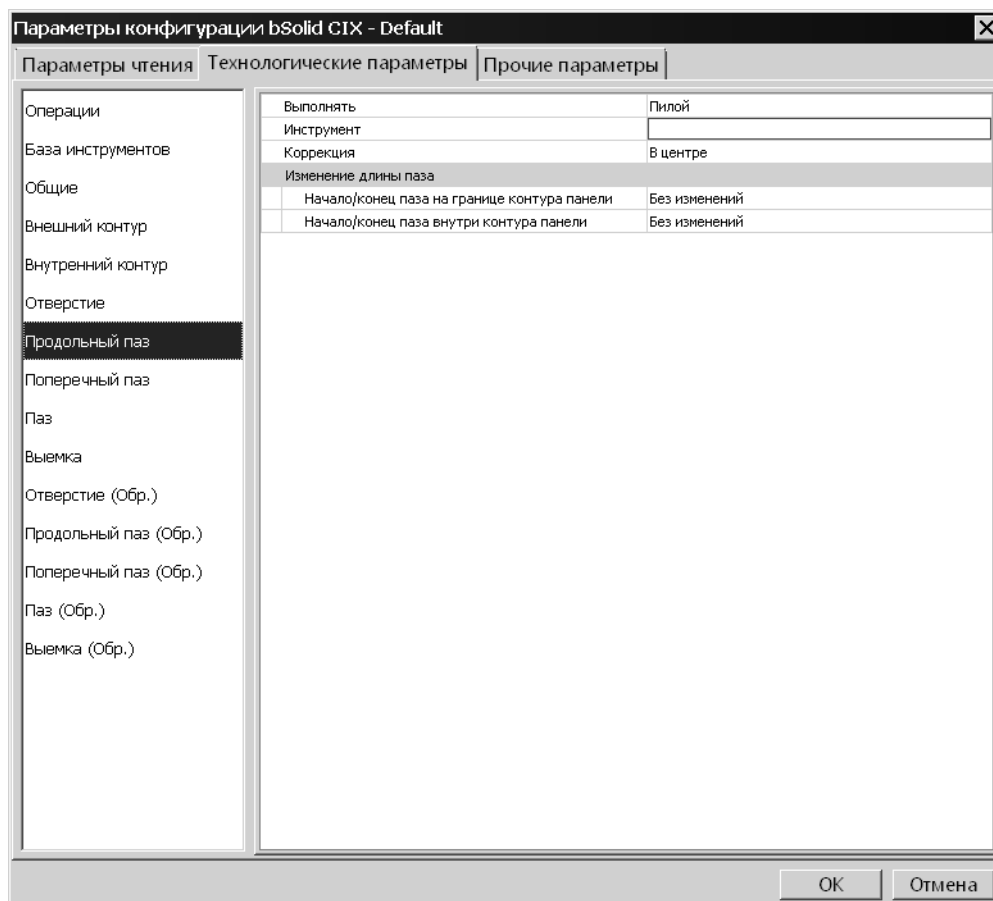 Параметры конфигурации bSolid CIX - Default
Параметры чтения Технологические параметры Прочие параметры
Операции
База инструментов
Общие
Внешний контур
Внутренний контур
Отверстие
Продольный паз
Поперечный паз
Паз
Выемка
Отверстие (Обр.)
Продольный паз (Обр.)
Поперечный паз (Обр.)
Паз (Обр.)
Выемка (Обр.)
Выполнять Пилой
Инструмент
Коррекция В центре
Изменение длины паза
Начало/конец паза на границе контура панели Без изменений
Начало/конец паза внутри контура панели Без изменений
OK Отмена